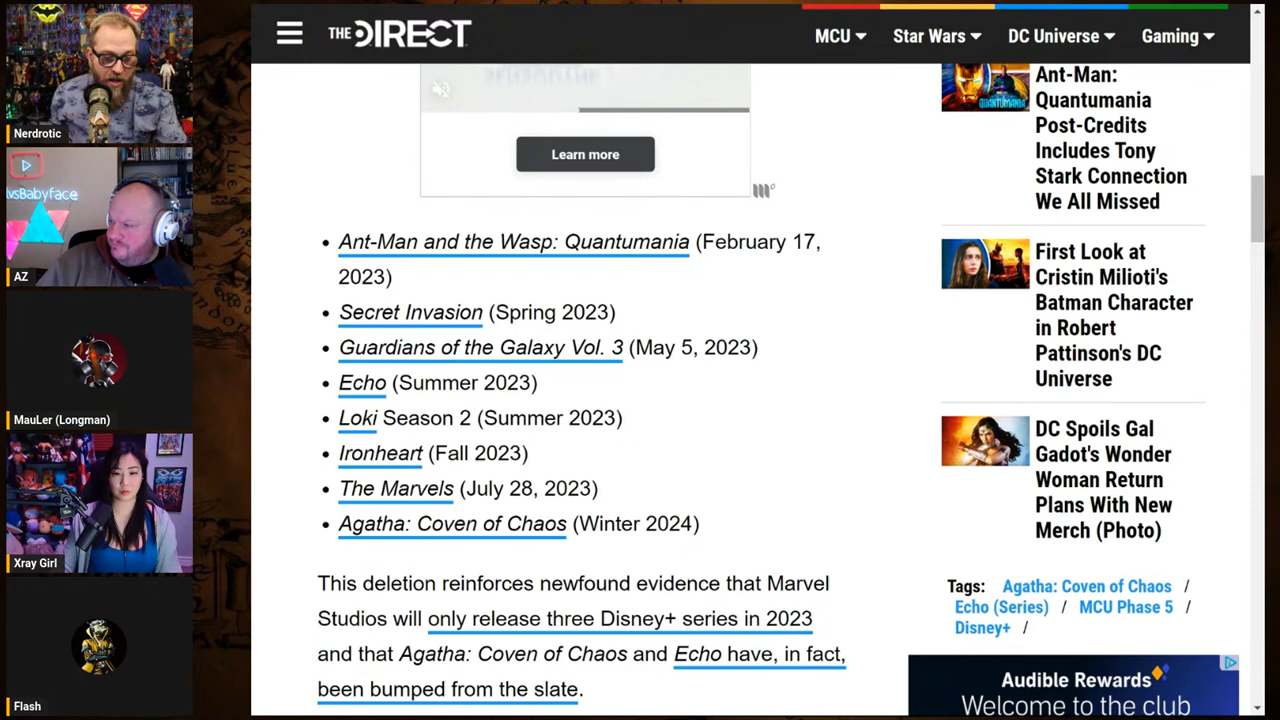 THE DIRECT
MCU
Star Wars
DC Universe
Gaming
Nerdrotic
vsBabyface
AZ
MauLer (Longman)
Xray Girl
Flash
Learn more
• Ant-Man and the Wasp: Quantumania (February 17,
2023)
• Secret Invasion (Spring 2023)
• Guardians of the Galaxy Vol. 3 (May 5, 2023)
• Echo (Summer 2023)
• Loki Season 2 (Summer 2023)
• Ironheart (Fall 2023)
• The Marvels (July 28, 2023)
• Agatha: Coven of Chaos (Winter 2024)
This deletion reinforces newfound evidence that Marvel
Studios will only release three Disney+ series in 2023
and that Agatha: Coven of Chaos and Echo have, in fact,
been bumped from the slate.
Ant-Man:
Quantumania
Post-Credits
Includes Tony
Stark Connection
We All Missed
First Look at
Cristin Milioti's
Batman Character
in Robert
Pattinson's DC
Universe
DC Spoils Gal
Gadot's Wonder
Woman Return
Plans With New
Merch (Photo)
Tags: Agatha: Coven of Chaos /
Echo (Series) / MCU Phase 5 /
Disney+ /
Audible Rewards
Welcome to the club